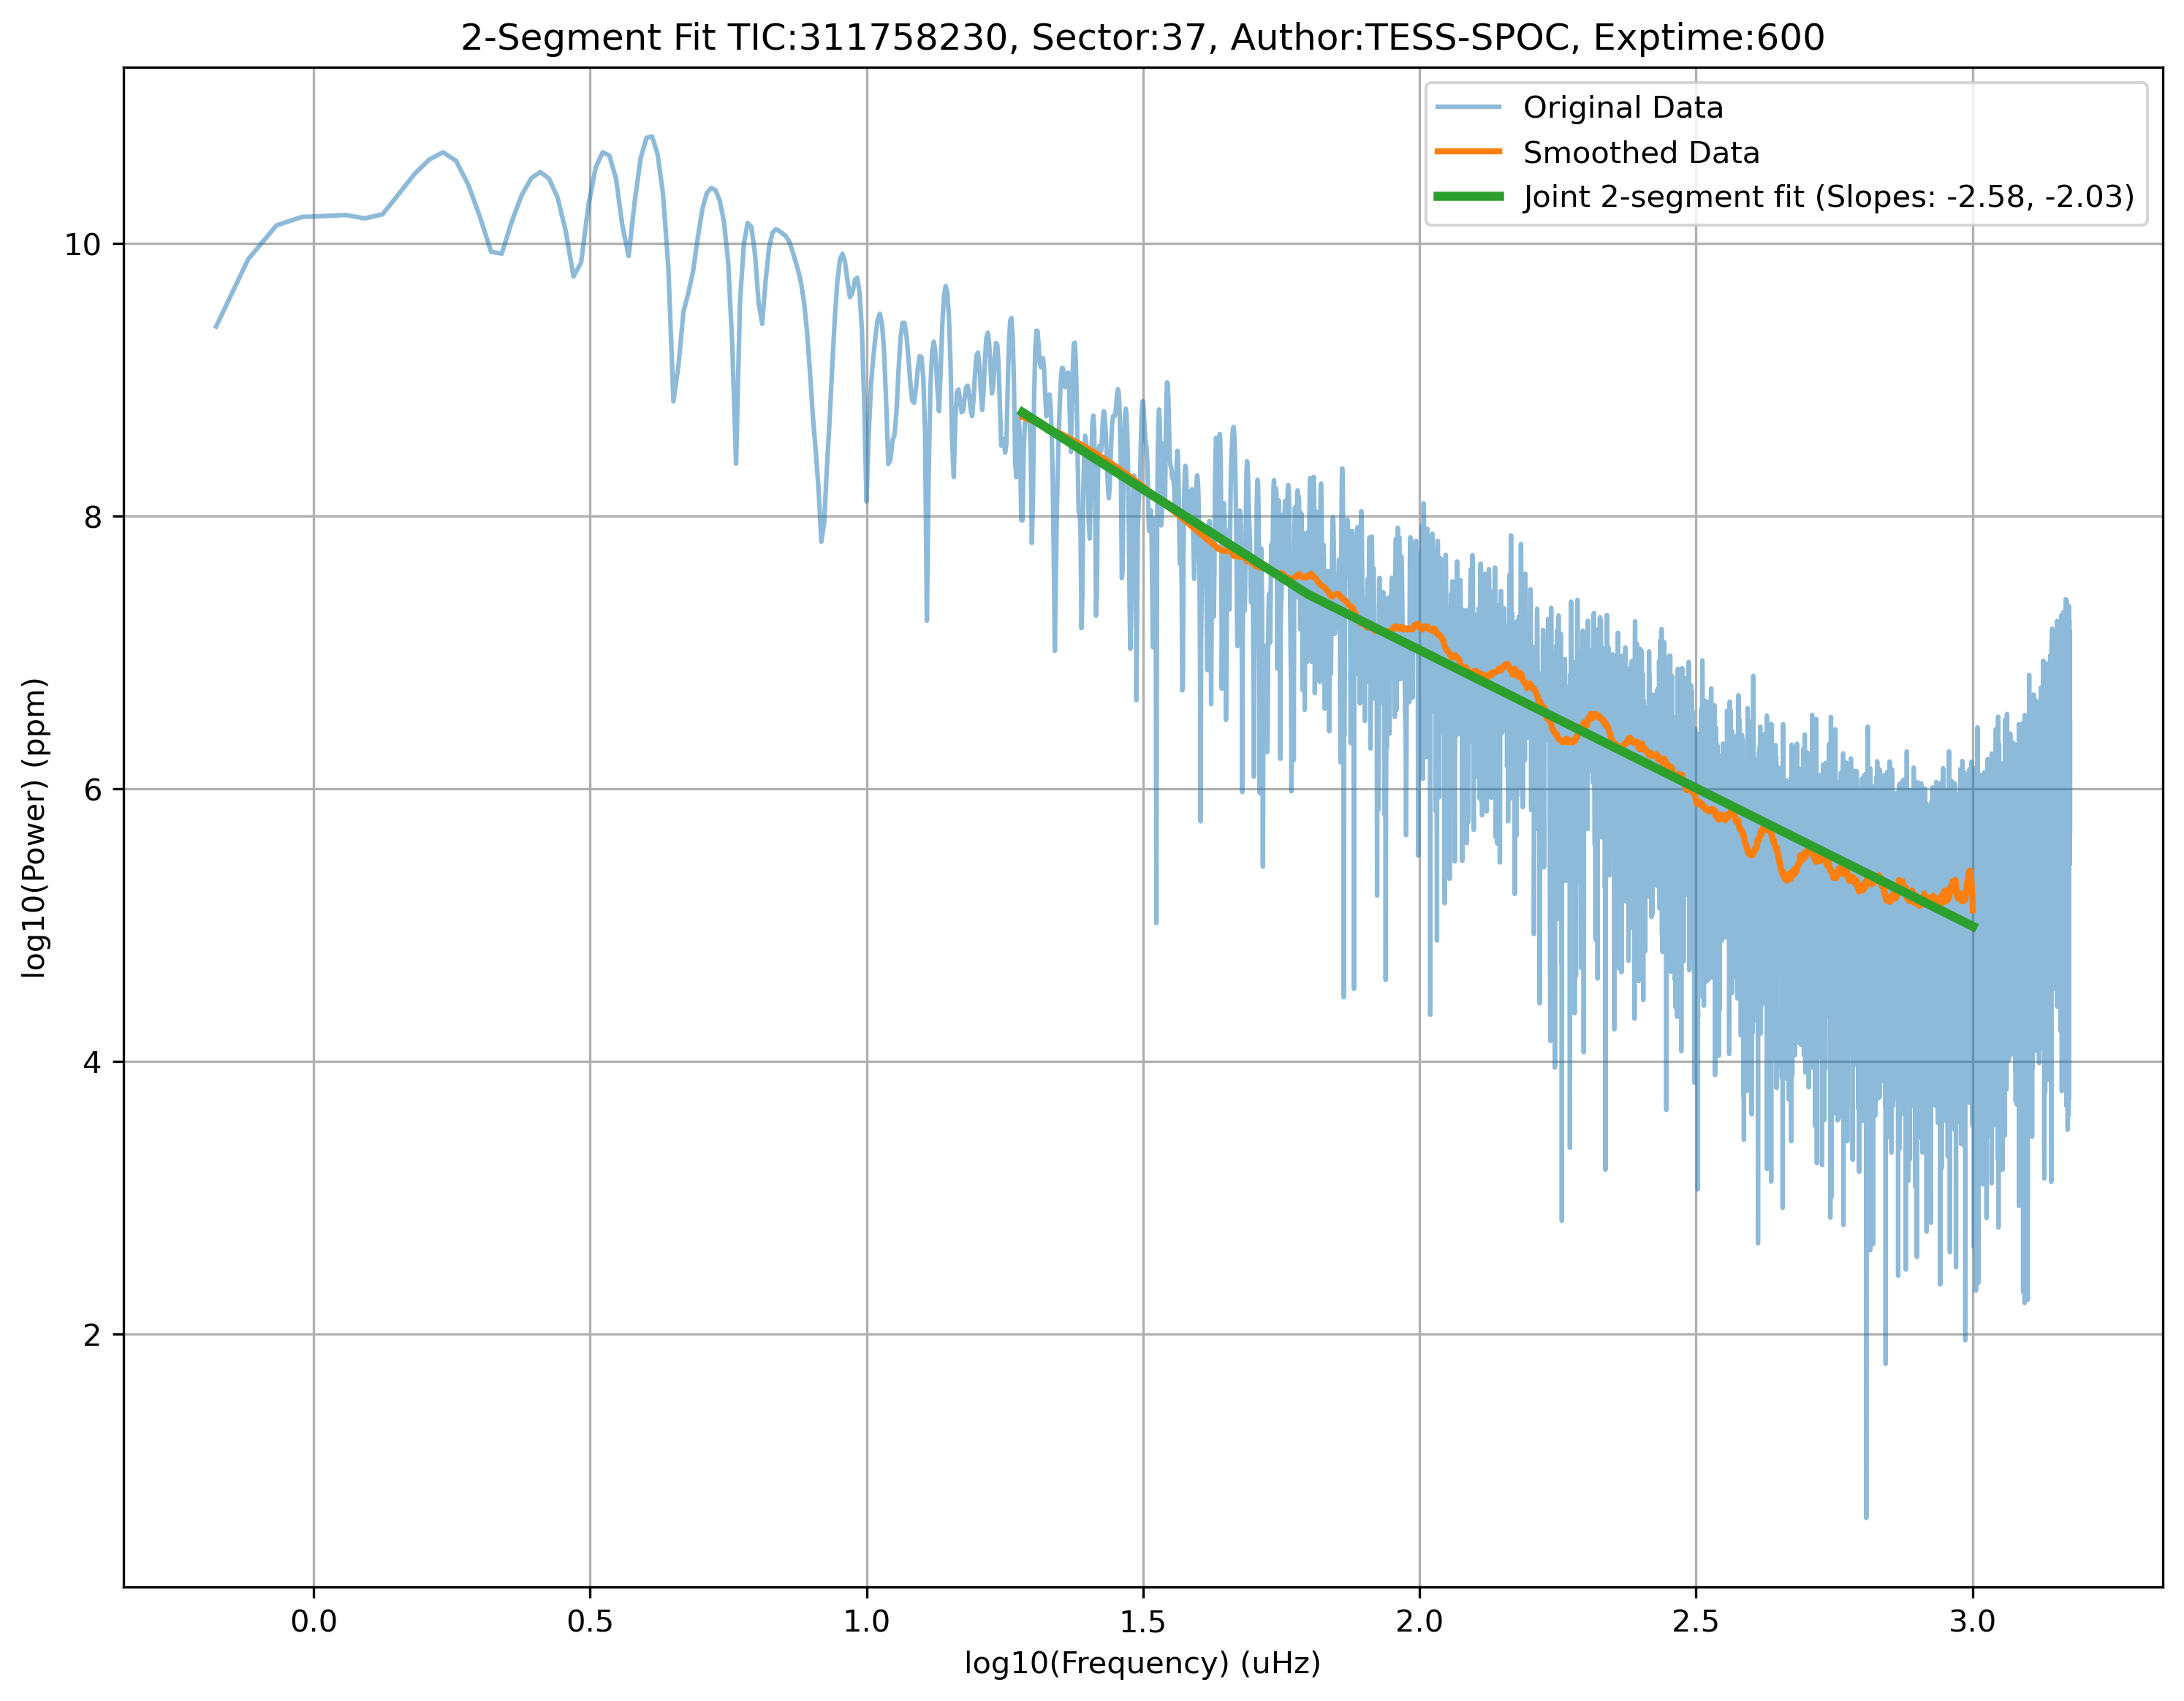 2-Segment Fit TIC:311758230, Sector:37, Author:TESS-SPOC, Exptime:600
Original Data
Smoothed Data
Joint 2-segment fit (Slopes: -2.58, -2.03)
log10(Power) (ppm)
10
8
6
4
2
0.0 0.5 1.0 1.5 2.0 2.5 3.0
log10(Frequency) (uHz)